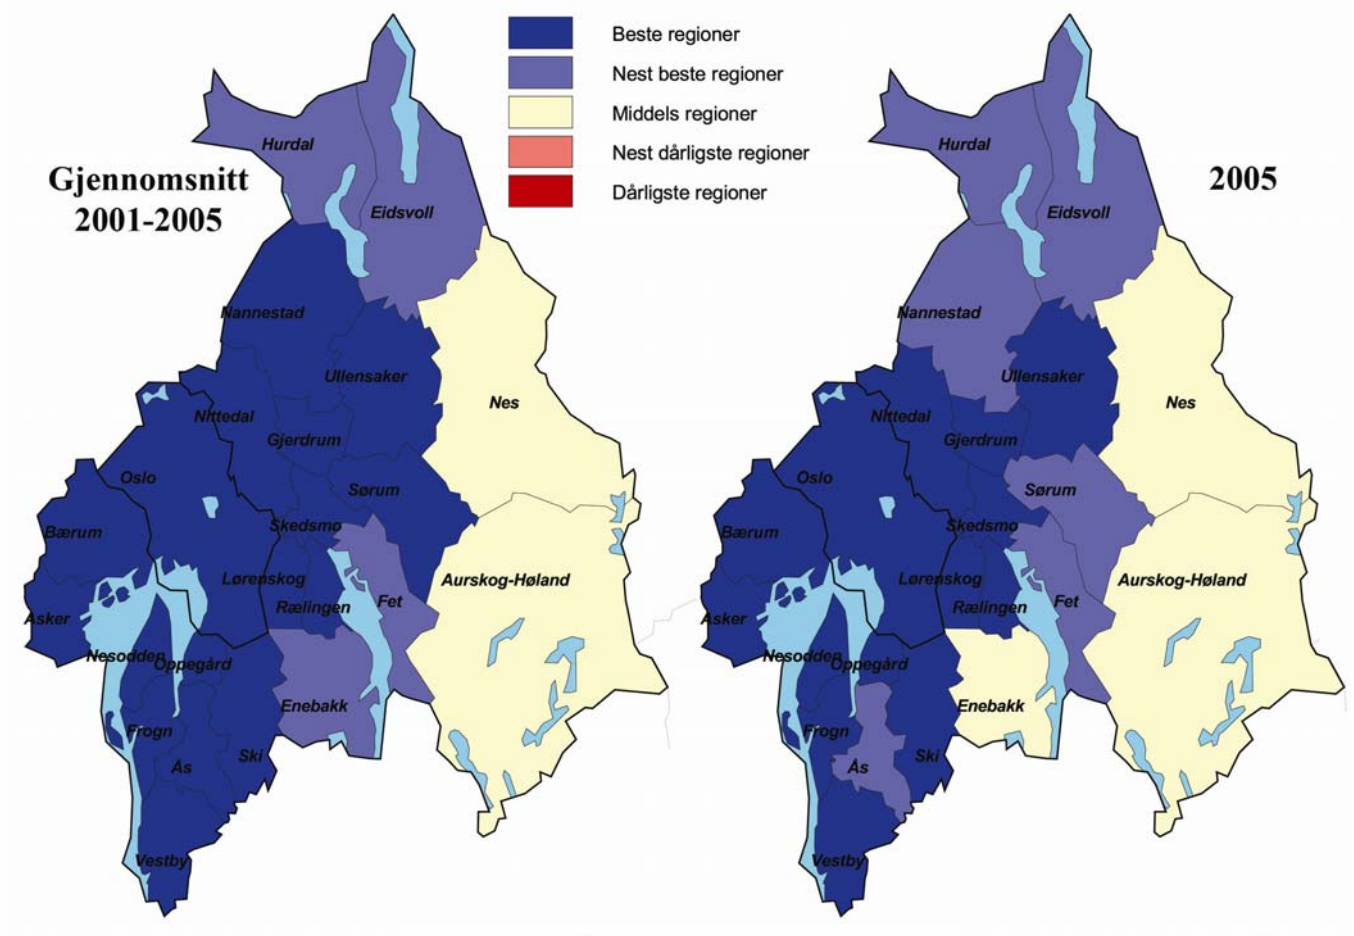 Beste regioner
Nest beste regioner
Middels regioner
Nest dårligste regioner
Dårligste regioner
Gjennomsnitt
2001-2005
Hurdal
Eidsvoll
Nannestad
Ullensaker
Nes
Nittedal
Gjerdrum
Oslo
Sørum
Bærum
Skedsmo
Lørenskog
Aurskog-Høland
Rælingen
Fet
Asker
Nesodden
Oppegård
Enebakk
Frogn
Ski
Ås
Vestby
2005
Hurdal
Eidsvoll
Nannestad
Ullensaker
Nes
Nittedal
Gjerdrum
Oslo
Sørum
Bærum
Skedsmo
Lørenskog
Aurskog-Høland
Rælingen
Fet
Asker
Nesodden
Oppegård
Enebakk
Frogn
Ski
Ås
Vestby